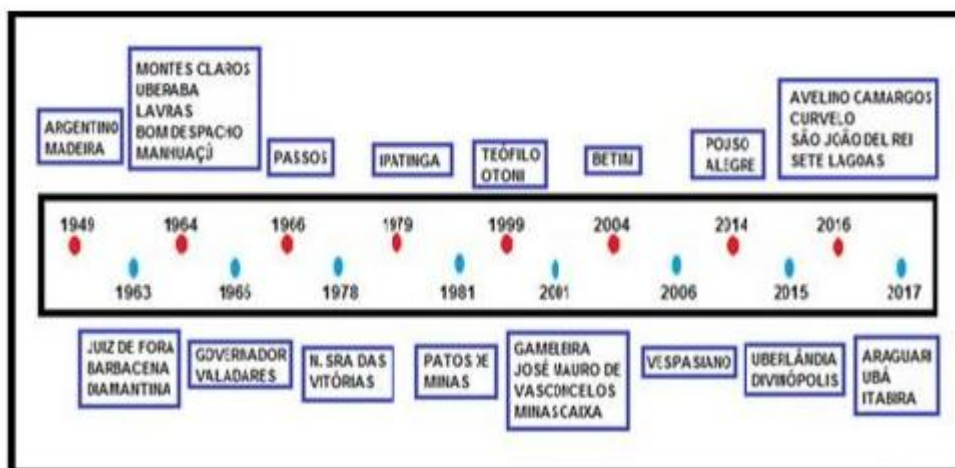 MONTES CLAROS
UBERABA
LAVRAS
BOM DESPACHO
MANHUAÇÚ
ARGENTINO
MADEIRA
PASSOS
IPATINGA
TEÓFILO
OTONI
BETIM
POUSO
ALEGRE
AVELINO CAMARGOS
CURVELO
SÃO JOÃO DEL REI
SETE LAGOAS
1949 1964 1966 1979 1999 2004 2014 2016
1963 1965 1978 1981 2001 2006 2015 2017
JUIZ DE FORA
BARBACENA
DIAMANTINA
GOVERNADOR
VALADARES
N. SRA DAS
VITÓRIAS
PATOS DE
MINAS
GAMELEIRA
JOSÉ MAURO DE
VASCONCELOS
MINAS CAIXA
VESPASIANO
UBERLÂNDIA
DIVINÓPOLIS
ARAGUARI
UBÁ
ITABIRA